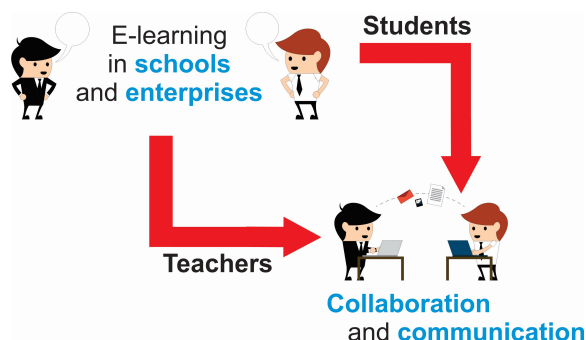 E-learning
in schools
and enterprises
Students
Teachers
Collaboration
and communication